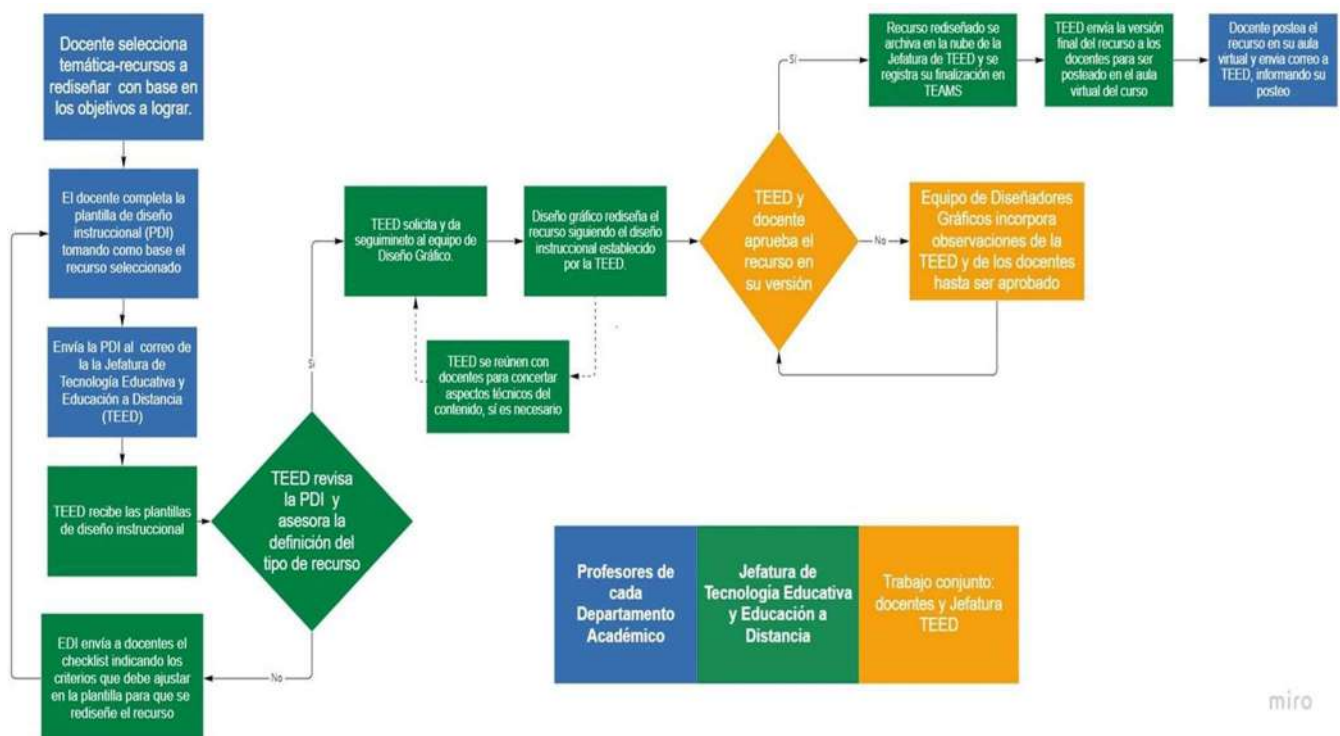 Docente selecciona
temática-recursos a
rediseñar con base en
los objetivos a lograr.
El docente completa la
plantilla de diseño
instruccional (PDI)
tomando como base el
recurso seleccionado
Envía la PDI al correo de
la la Jefatura de
Tecnología Educativa y
Educación a Distancia
(TEED)
TEED recibe las plantillas
de diseño instruccional
EDI envía a docentes el
checklist indicando los
criterios que debe ajustar
en la plantilla para que se
rediseñe el recurso
TEED revisa
la PDI y
asesora la
definición del
tipo de recurso
No
Sí
TEED solicita y da
seguimineto al equipo de
Diseño Gráfico.
Diseño gráfico rediseña el
recurso siguiendo el diseño
instruccional establecido
por la TEED.
TEED se reúnen con
docentes para concertar
aspectos técnicos del
contenido, sí es necesario
TEED y
docente
aprueba el
recurso en
su versión
No
Equipo de Diseñadores
Gráficos incorpora
observaciones de la
TEED y de los docentes
hasta ser aprobado
Sí
Recurso rediseñado se
archiva en la nube de la
Jefatura de TEED y se
registra su finalización en
TEAMS
TEED envía la versión
final del recurso a los
docentes para ser
posteado en el aula
virtual del curso
Docente postea el
recurso en su aula
virtual y envia correo a
TEED, informando su
posteo
Profesores de
cada
Departamento
Académico
Jefatura de
Tecnología Educativa
y Educación a
Distancia
Trabajo conjunto:
docentes y Jefatura
TEED
miro